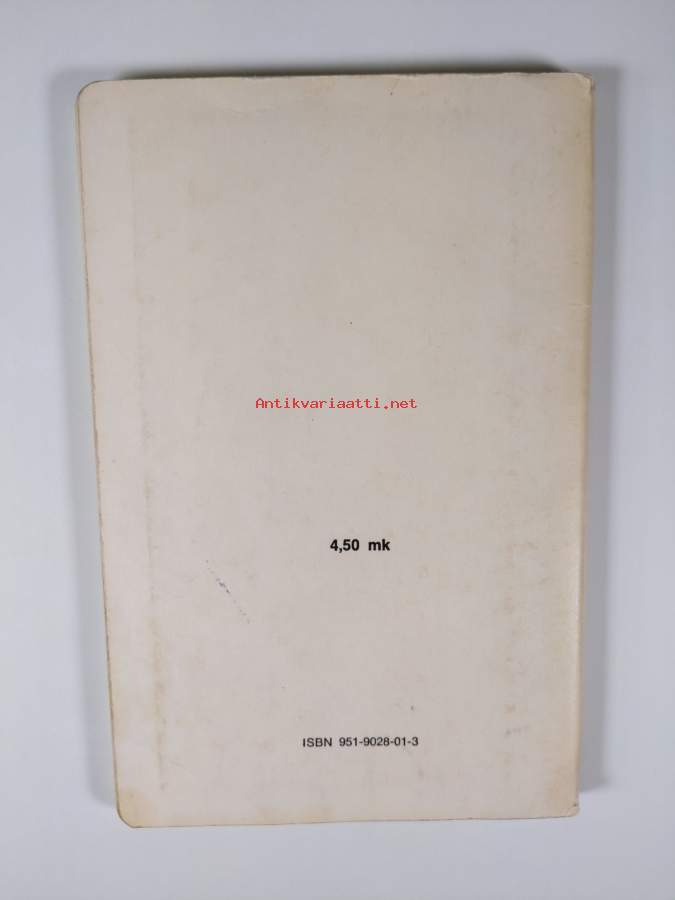 Antikvariaatti.net
4,50 mk
ISBN 951-9028-01-3